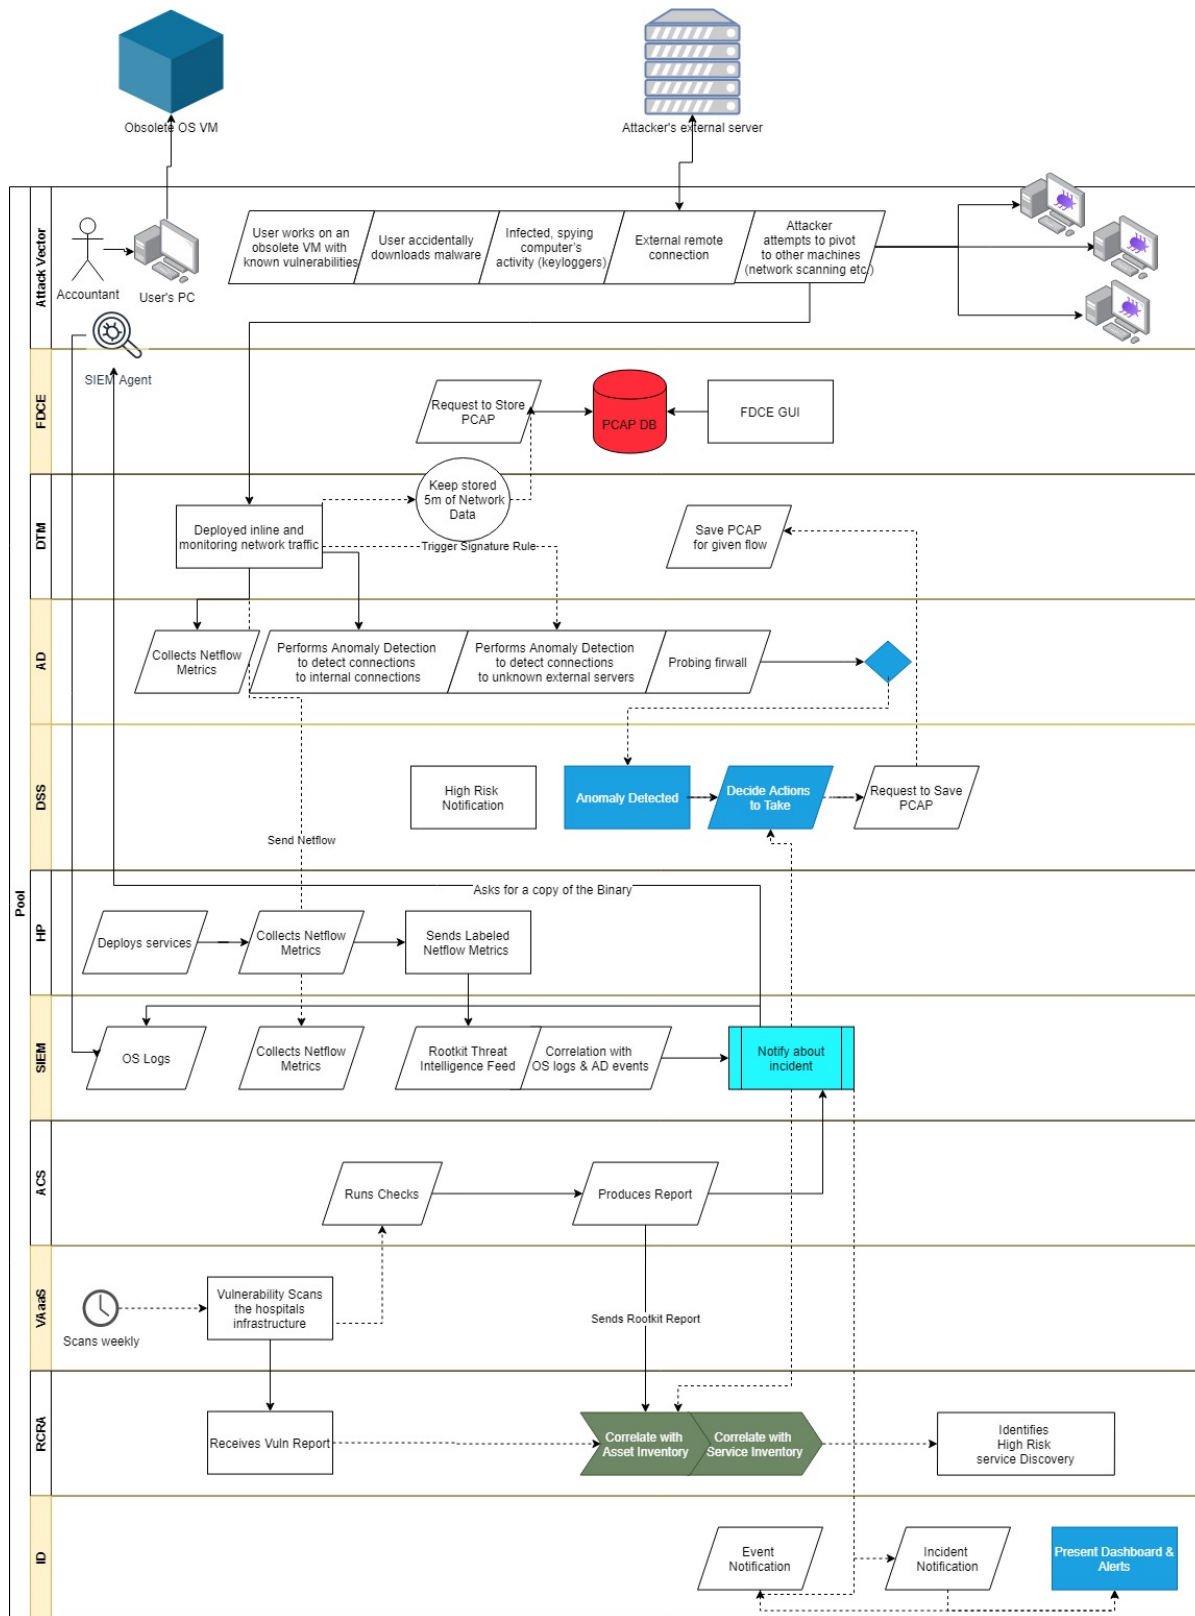 Obsolete OS VM
Attacker's external server
Pool
Attack Vector
Accountant
User's PC
User works on an
obsolete VM with
known vulnerabilities
User accidentally
downloads malware
Infected, spying
computer's
activity (keyloggers)
External remote
connection
Attacker
attempts to pivot
to other machines
(network scanning etc.)
SIEM Agent
FDCE
Request to Store
PCAP
PCAP DB
FDCE GUI
DTM
Deployed inline and
monitoring network traffic
Keep stored
5m of Network
Data
Trigger Signature Rule
Save PCAP
for given flow
AD
Collects Netflow
Metrics
Performs Anomaly Detection
to detect connections
to internal connections
Performs Anomaly Detection
to detect connections
to unknown external servers
Probing firwall
DSS
High Risk
Notification
Anomaly Detected
Decide Actions
to Take
Request to Save
PCAP
Send Netflow
HP
Asks for a copy of the Binary
Deploys services
Collects Netflow
Metrics
Sends Labeled
Netflow Metrics
SIEM
OS Logs
Collects Netflow
Metrics
Rootkit Threat
Intelligence Feed
Correlation with
OS logs & AD events
Notify about
incident
ACS
Runs Checks
Produces Report
VAaaS
Scans weekly
Vulnerability Scans
the hospitals
infrastructure
Sends Rootkit Report
RCRA
Receives Vuln Report
Correlate with
Asset Inventory
Correlate with
Service Inventory
Identifies
High Risk
service Discovery
ID
Event
Notification
Incident
Notification
Present Dashboard &
Alerts